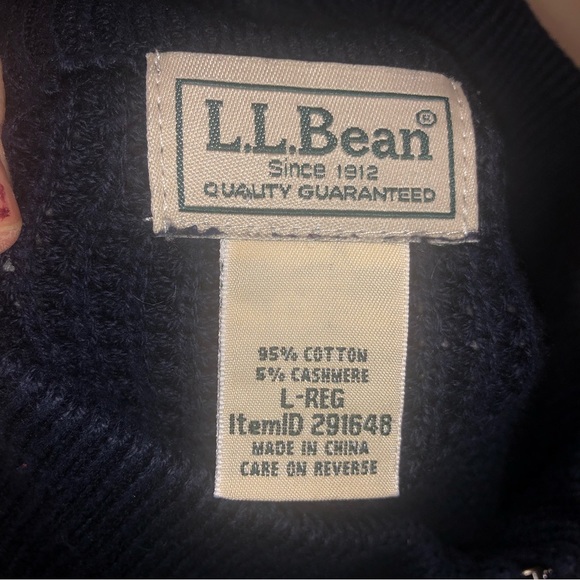 L.L.Bean®
Since 1912
QUALITY GUARANTEED
95% COTTON
5% CASHMERE
L-REG
ItemID 291648
MADE IN CHINA
CARE ON REVERSE